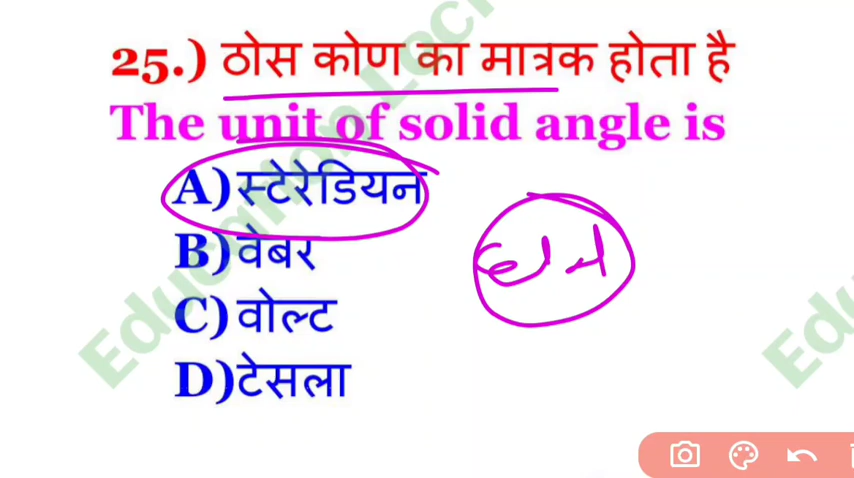 25.) ठोस कोण का मात्रक होता है
The unit of solid angle is
A) स्टेरेडियन
B) वेबर
C) वोल्ट
D) टेसला